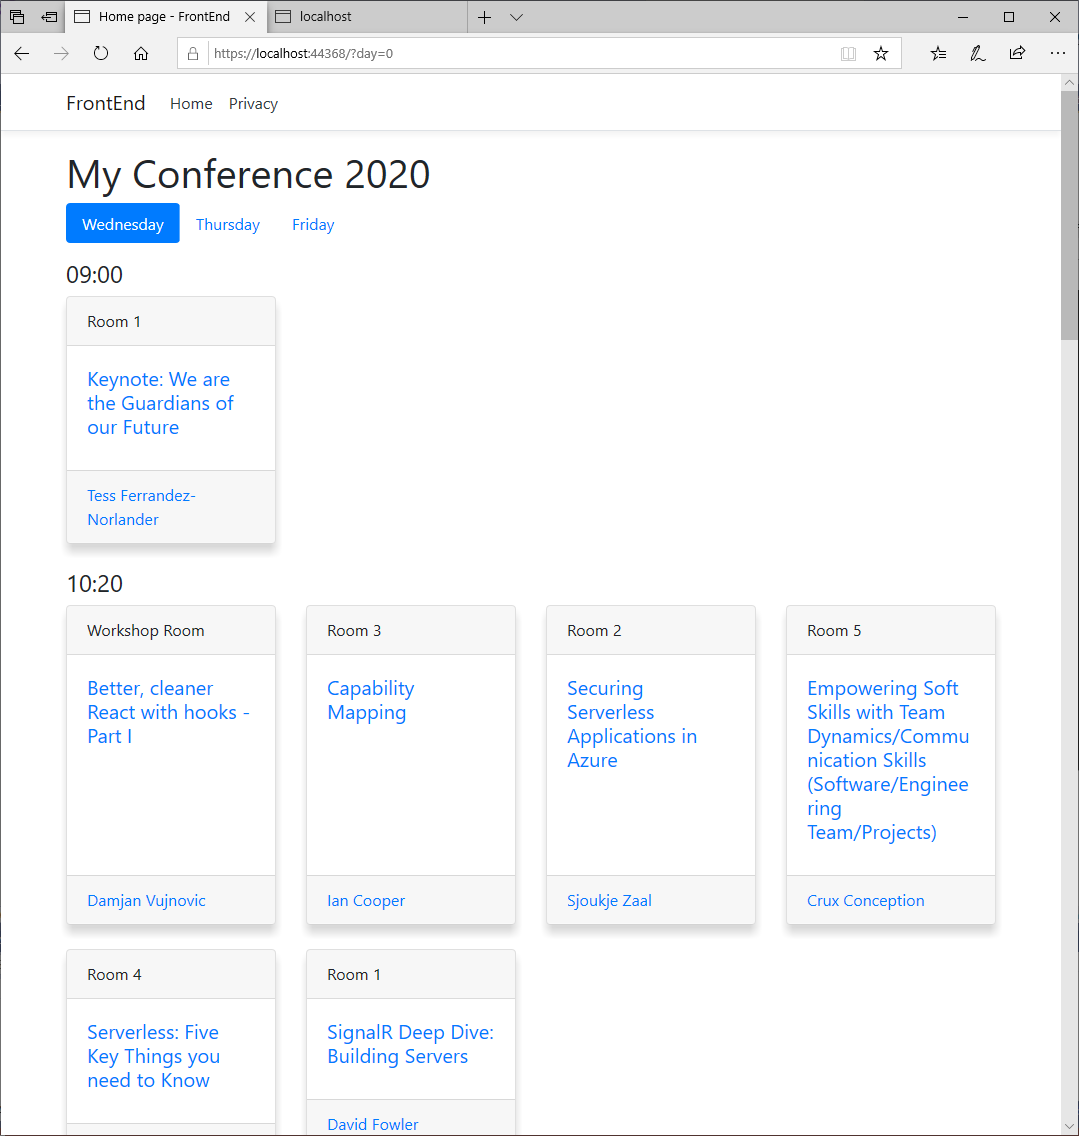 Home page - FrontEnd
localhost
https://localhost:44368/?day=0
FrontEnd Home Privacy
My Conference 2020
Wednesday Thursday Friday
09:00
Room 1
Keynote: We are
the Guardians of
our Future
Tess Ferrandez-
Norlander
10:20
Workshop Room
Better, cleaner
React with hooks -
Part I
Damjan Vujnovic
Room 3
Capability
Mapping
Ian Cooper
Room 2
Securing
Serverless
Applications in
Azure
Sjoukje Zaal
Room 5
Empowering Soft
Skills with Team
Dynamics/Commu
nication Skills
(Software/Enginee
ring
Team/Projects)
Crux Conception
Room 4
Serverless: Five
Key Things you
need to Know
Room 1
SignalR Deep Dive:
Building Servers
David Fowler